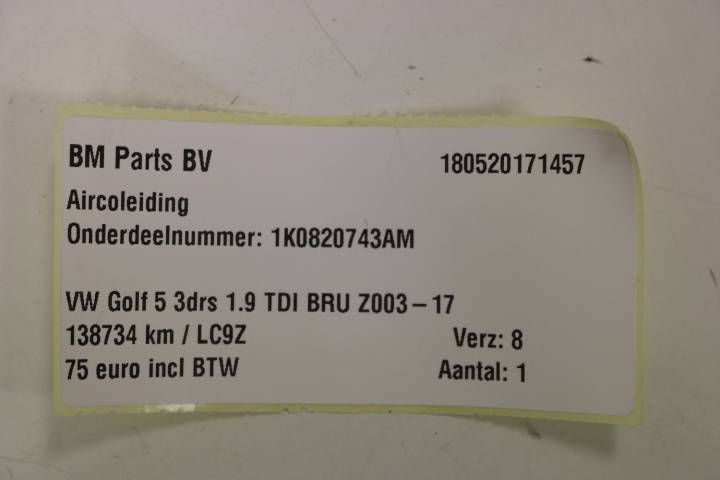 BM Parts BV 180520171457
Aircoleiding
Onderdeelnummer: 1K0820743AM
VW Golf 5 3drs 1.9 TDI BRU Z003-17
138734 km / LC9Z Verz: 8
75 euro incl BTW Aantal: 1